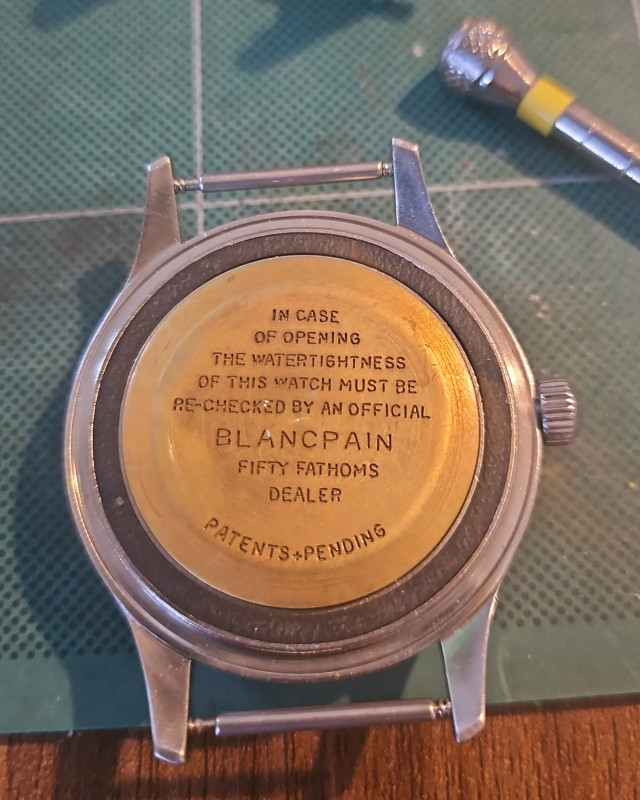 IN CASE
OF OPENING
THE WATERTIGHTNESS
OF THIS WATCH MUST BE
RE-CHECKED BY AN OFFICIAL
BLANCPAIN
FIFTY FATHOMS
DEALER
PATENTS+PENDING